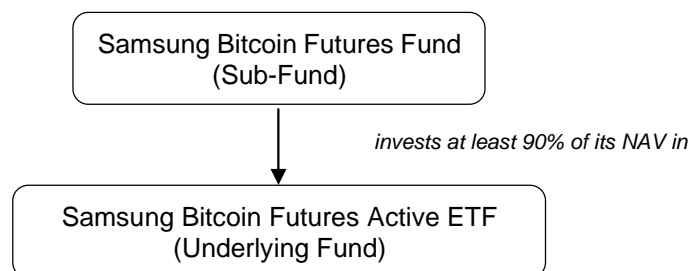 Samsung Bitcoin Futures Fund
(Sub-Fund)
invests at least 90% of its NAV in
Samsung Bitcoin Futures Active ETF
(Underlying Fund)